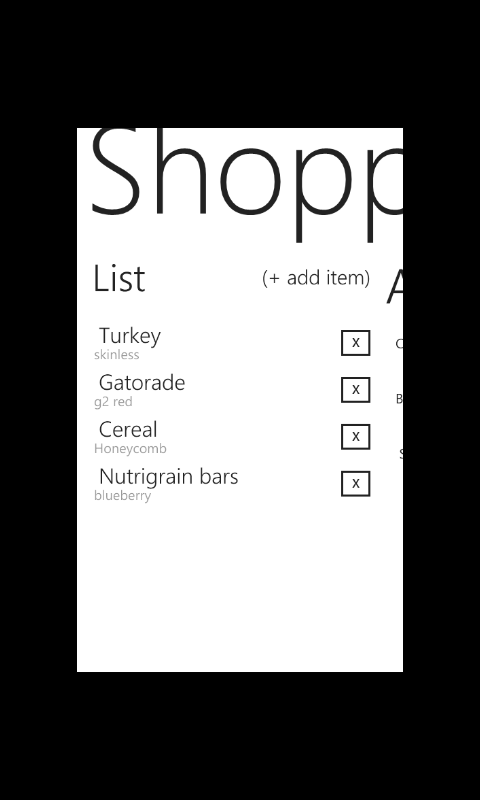 Shopp
List (+ add item) A
Turkey x
skinless
Gatorade x
g2 red
B
Cereal x
Honeycomb
Nutrigrain bars x
blueberry